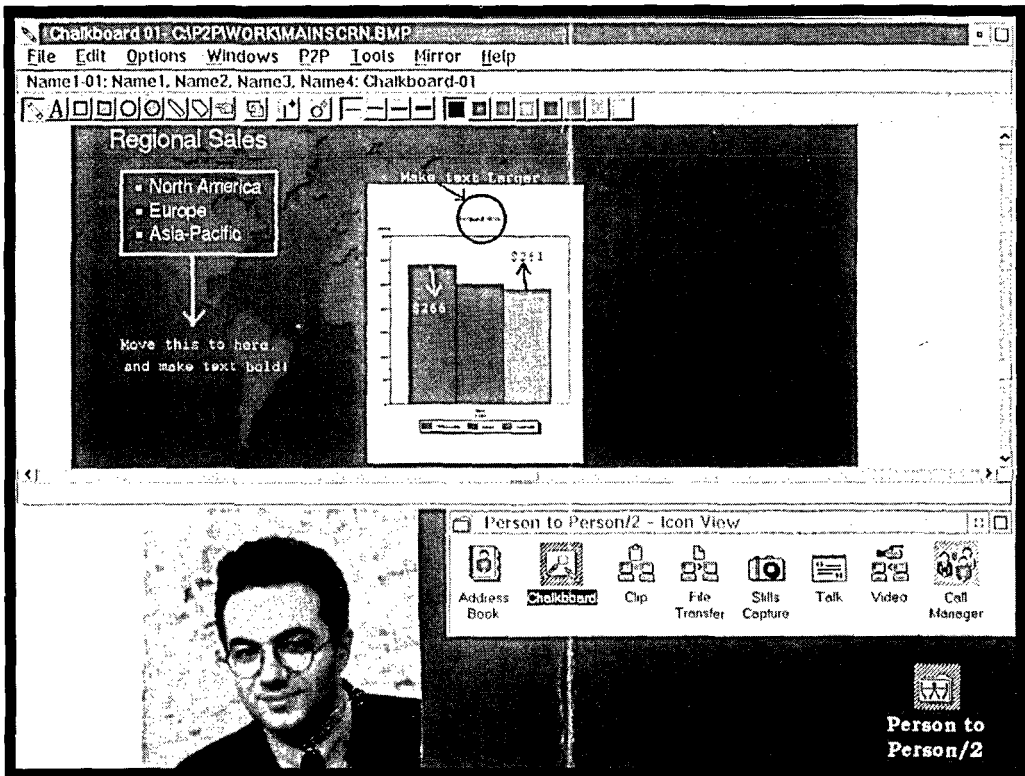 Chalkboard 01- C:\P2P\WORK\MAINSCRN.BMP
File Edit Options Windows P2P Tools Mirror Help
Name1-01: Name1, Name2, Name3, Name4: Chalkboard-01
A
Regional Sales
North America
Europe
Asia-Pacific
Make text larger
$261
$266
Move this to here,
and make text bold!
Person to Person/2 - Icon View
Address Book
Chalkboard
Clip
File Transfer
Stills Capture
Talk
Video
Call Manager
Person to
Person/2